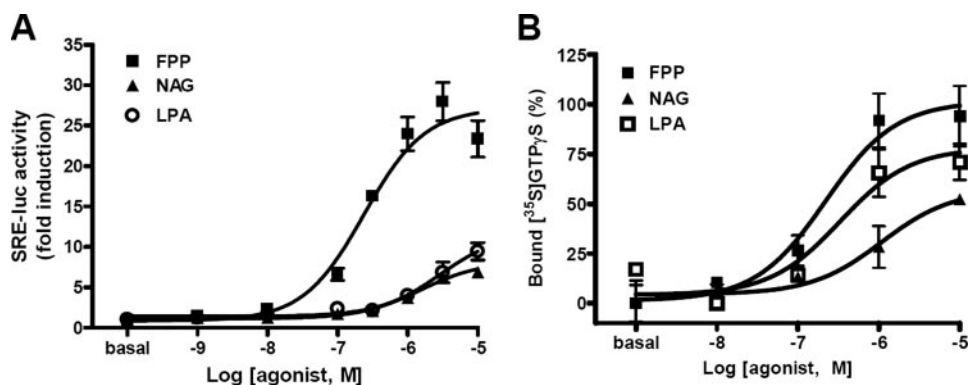 A
SRE-luc activity
(fold induction)
35
30
25
20
15
10
5
0
FPP
NAG
LPA
basal -9 -8 -7 -6 -5
Log [agonist, M]
B
Bound [³⁵S]GTPγS (%)
125
100
75
50
25
0
FPP
NAG
LPA
basal -8 -7 -6 -5
Log [agonist, M]